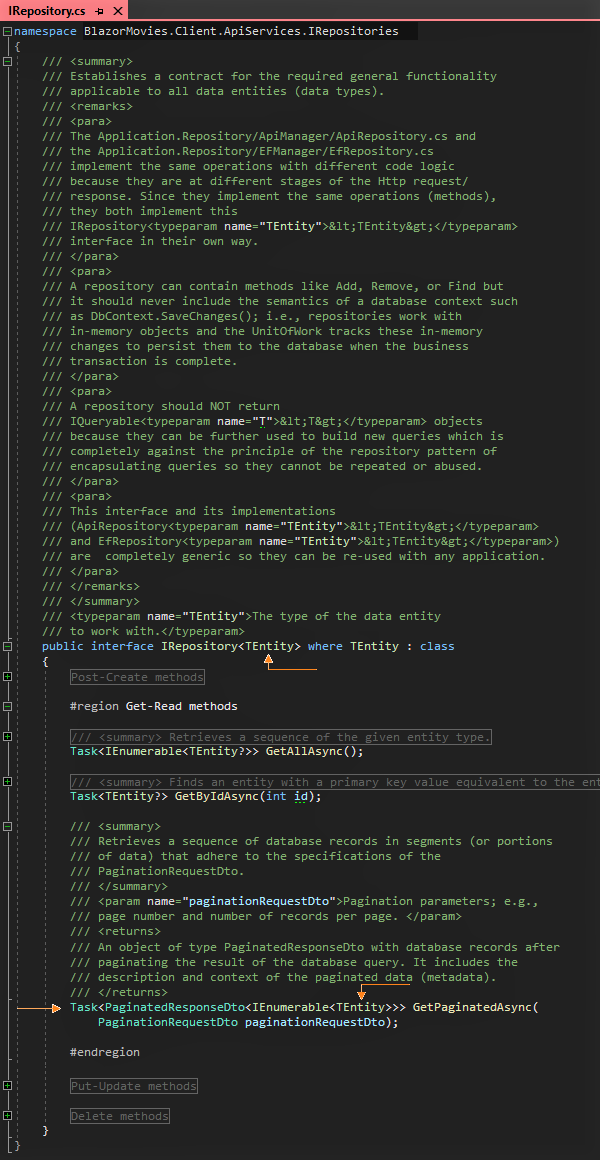 IRepository.cs
namespace BlazorMovies.Client.ApiServices.IRepositories
{
/// <summary>
/// Establishes a contract for the required general functionality
/// applicable to all data entities (data types).
/// <remarks>
/// <para>
/// The Application.Repository/ApiManager/ApiRepository.cs and
/// the Application.Repository/EFManager/EfRepository.cs
/// implement the same operations with different code logic
/// because they are at different stages of the Http request/
/// response. Since they implement the same operations (methods),
/// they both implement this
/// IRepository<typeparam name="TEntity">&lt;TEntity&gt;</typeparam>
/// interface in their own way.
/// </para>
/// <para>
/// A repository can contain methods like Add, Remove, or Find but
/// it should never include the semantics of a database context such
/// as DbContext.SaveChanges(); i.e., repositories work with
/// in-memory objects and the UnitOfWork tracks these in-memory
/// changes to persist them to the database when the business
/// transaction is complete.
/// </para>
/// <para>
/// A repository should NOT return
/// IQueryable<typeparam name="T">&lt;T&gt;</typeparam> objects
/// because they can be further used to build new queries which is
/// completely against the principle of the repository pattern of
/// encapsulating queries so they cannot be repeated or abused.
/// </para>
/// <para>
/// This interface and its implementations
/// (ApiRepository<typeparam name="TEntity">&lt;TEntity&gt;</typeparam>
/// and EfRepository<typeparam name="TEntity">&lt;TEntity&gt;</typeparam>)
/// are  completely generic so they can be re-used with any application.
/// </para>
/// </remarks>
/// </summary>
/// <typeparam name="TEntity">The type of the data entity
/// to work with.</typeparam>
public interface IRepository<TEntity> where TEntity : class
{
Post-Create methods
#region Get-Read methods
/// <summary> Retrieves a sequence of the given entity type.
Task<IEnumerable<TEntity?>> GetAllAsync();
/// <summary> Finds an entity with a primary key value equivalent to the ent
Task<TEntity?> GetByIdAsync(int id);
/// <summary>
/// Retrieves a sequence of database records in segments (or portions
/// of data) that adhere to the specifications of the
/// PaginationRequestDto.
/// </summary>
/// <param name="paginationRequestDto">Pagination parameters; e.g.,
/// page number and number of records per page. </param>
/// <returns>
/// An object of type PaginatedResponseDto with database records after
/// paginating the result of the database query. It includes the
/// description and context of the paginated data (metadata).
/// </returns>
Task<PaginatedResponseDto<IEnumerable<TEntity>>> GetPaginatedAsync(
PaginationRequestDto paginationRequestDto);
#endregion
Put-Update methods
Delete methods
}
}